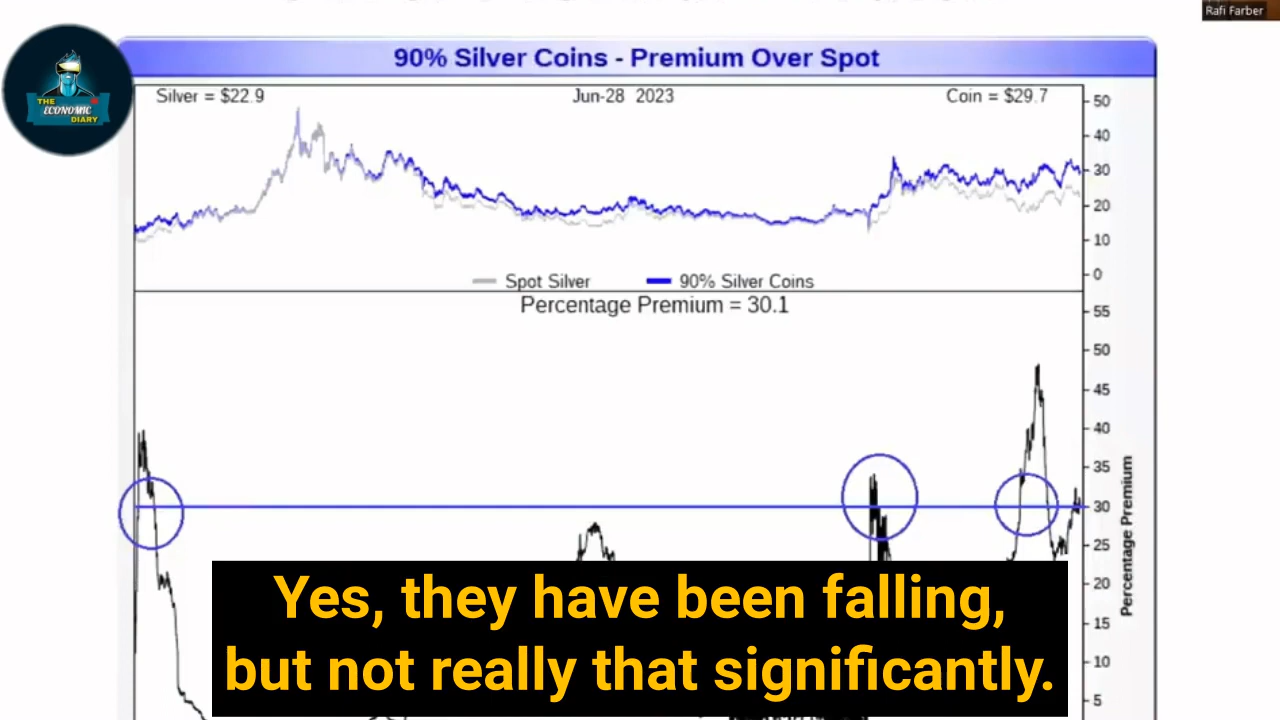 Rafi Farber
THE
ECONOMIC
DIARY
90% Silver Coins - Premium Over Spot
Silver = $22.9
Jun-28 2023
Coin = $29.7
50
40
30
20
10
0
Spot Silver
90% Silver Coins
Percentage Premium = 30.1
55
50
45
40
35
30
25
20
15
10
5
Percentage Premium
Yes, they have been falling,
but not really that significantly.